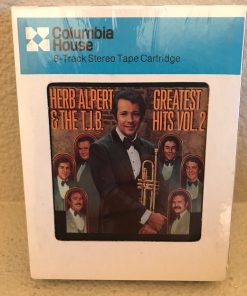 Columbia
House
8-Track Stereo Tape Cartridge
HERB ALPERT GREATEST
& THE T.J.B. HITS VOL. 2